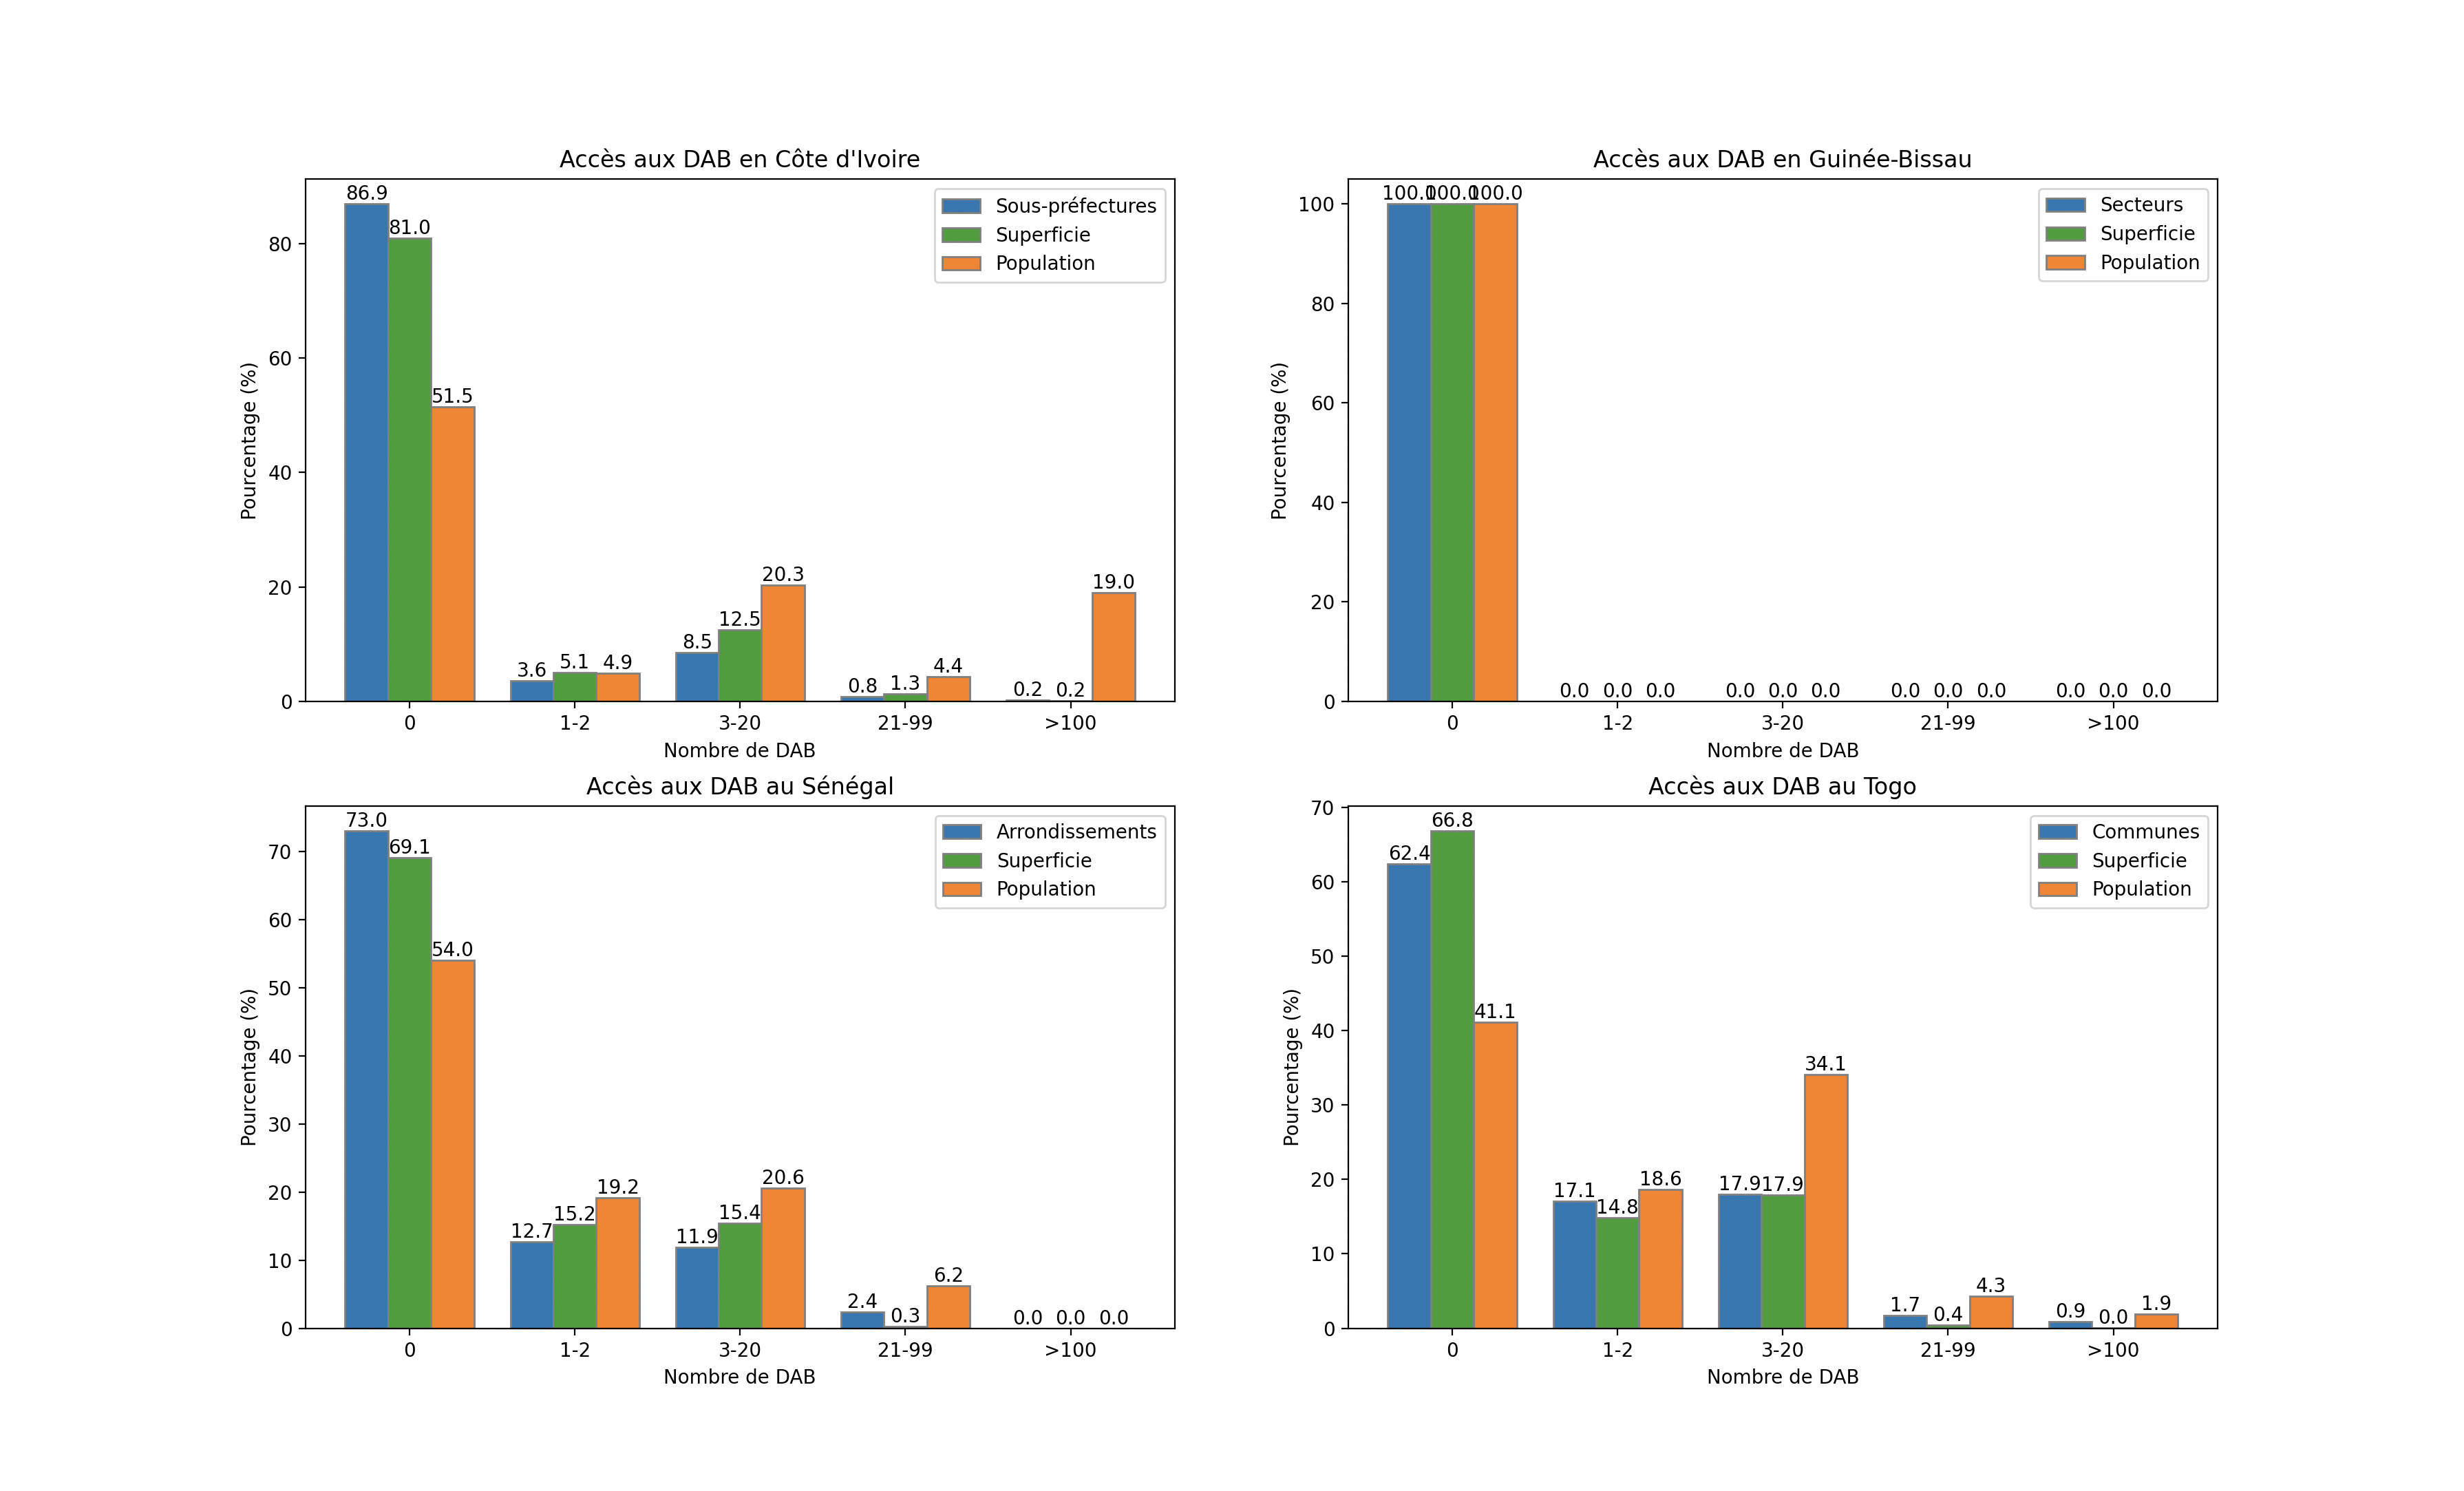 Accès aux DAB en Côte d'Ivoire
Pourcentage (%)
80
60
40
20
0
86.9
81.0
51.5
3.6
5.1
4.9
8.5
12.5
20.3
0.8
1.3
4.4
0.2
0.2
19.0
Sous-préfectures
Superficie
Population
0 1-2 3-20 21-99 >100
Nombre de DAB
Accès aux DAB en Guinée-Bissau
Pourcentage (%)
100
80
60
40
20
0
100.0
100.0
100.0
0.0 0.0 0.0
0.0 0.0 0.0
0.0 0.0 0.0
0.0 0.0 0.0
Secteurs
Superficie
Population
0 1-2 3-20 21-99 >100
Nombre de DAB
Accès aux DAB au Sénégal
Pourcentage (%)
70
60
50
40
30
20
10
0
73.0
69.1
54.0
12.7
15.2
19.2
11.9
15.4
20.6
2.4
0.3
6.2
0.0 0.0 0.0
Arrondissements
Superficie
Population
0 1-2 3-20 21-99 >100
Nombre de DAB
Accès aux DAB au Togo
Pourcentage (%)
70
60
50
40
30
20
10
0
62.4
66.8
41.1
17.1
14.8
18.6
17.9
17.9
34.1
1.7
0.4
4.3
0.9
0.0
1.9
Communes
Superficie
Population
0 1-2 3-20 21-99 >100
Nombre de DAB